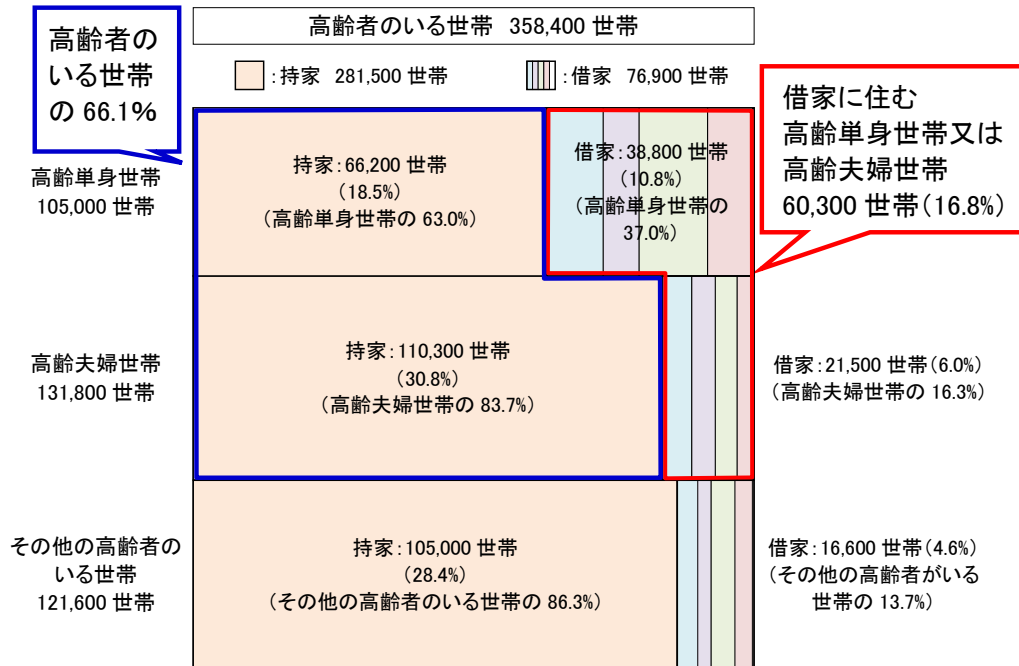 高齢者のいる世帯 358,400 世帯
:持家 281,500 世帯
:借家 76,900 世帯
高齢者の
いる世帯
の 66.1%
借家に住む
高齢単身世帯又は
高齢夫婦世帯
60,300 世帯(16.8%)
高齢単身世帯
105,000 世帯
持家:66,200 世帯
(18.5%)
(高齢単身世帯の 63.0%)
借家:38,800 世帯
(10.8%)
(高齢単身世帯の
37.0%)
高齢夫婦世帯
131,800 世帯
持家:110,300 世帯
(30.8%)
(高齢夫婦世帯の 83.7%)
借家:21,500 世帯(6.0%)
(高齢夫婦世帯の 16.3%)
その他の高齢者の
いる世帯
121,600 世帯
持家:105,000 世帯
(28.4%)
(その他の高齢者のいる世帯の 86.3%)
借家:16,600 世帯(4.6%)
(その他の高齢者がいる
世帯の 13.7%)